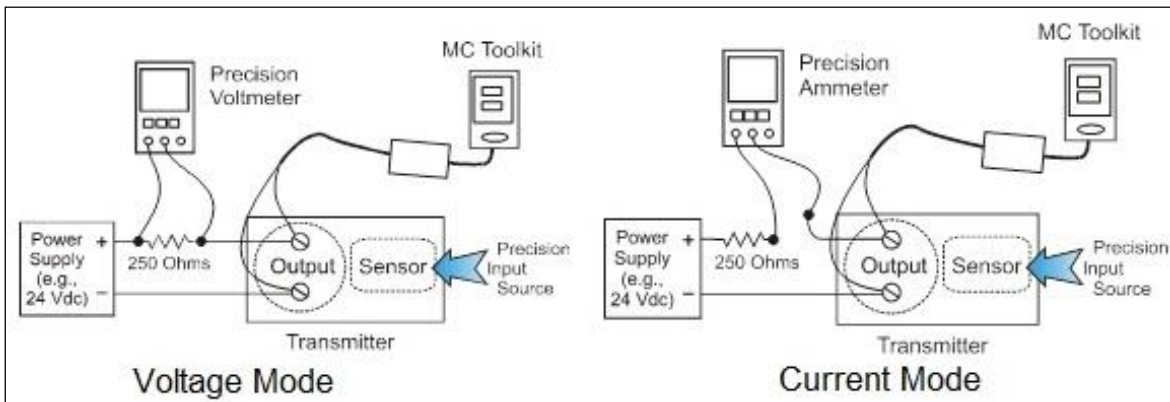 MC Toolkit
Precision
Voltmeter
Power
Supply
(e.g.,
24 Vdc)
+
–
250 Ohms
Output
Sensor
Precision
Input
Source
Transmitter
Voltage Mode
MC Toolkit
Precision
Ammeter
Power
Supply
(e.g.,
24 Vdc)
+
–
250 Ohms
Output
Sensor
Precision
Input
Source
Transmitter
Current Mode